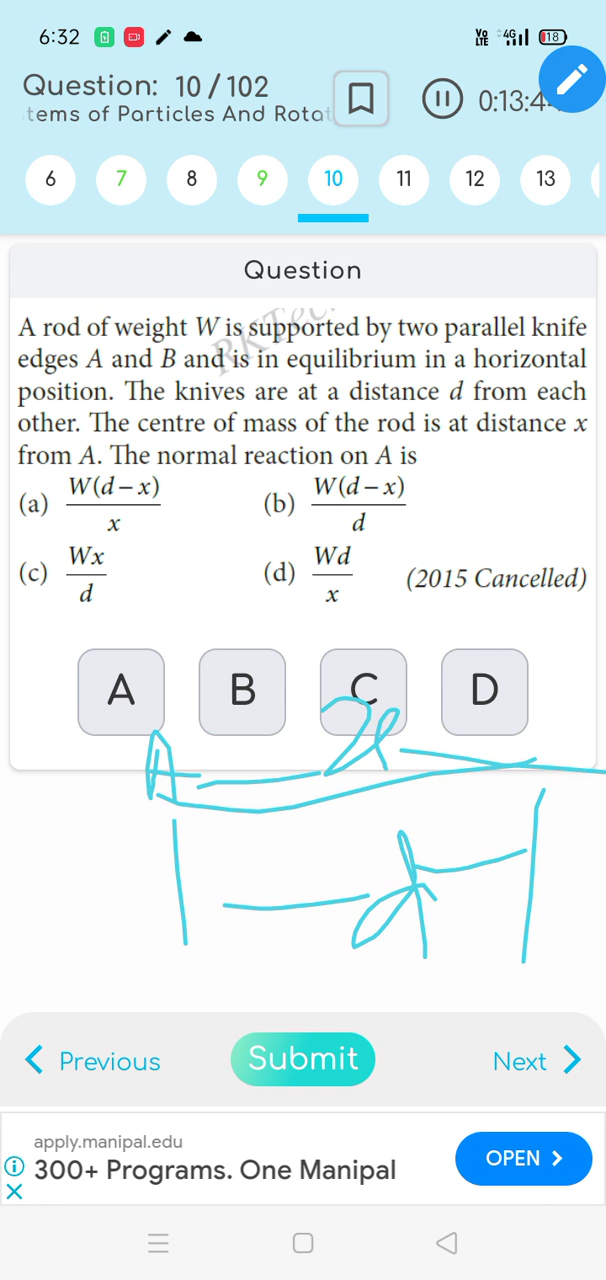 6:32
Vo LTE 4G 18
Question: 10 / 102
tems of Particles And Rotat
0:13:4
6 7 8 9 10 11 12 13
Question
A rod of weight W is supported by two parallel knife
edges A and B and is in equilibrium in a horizontal
position. The knives are at a distance d from each
other. The centre of mass of the rod is at distance x
from A. The normal reaction on A is
(a) W(d – x) / x (b) W(d – x) / d
(c) Wx / d (d) Wd / x (2015 Cancelled)
A B C D
A
d
Previous Submit Next
apply.manipal.edu
300+ Programs. One Manipal
OPEN